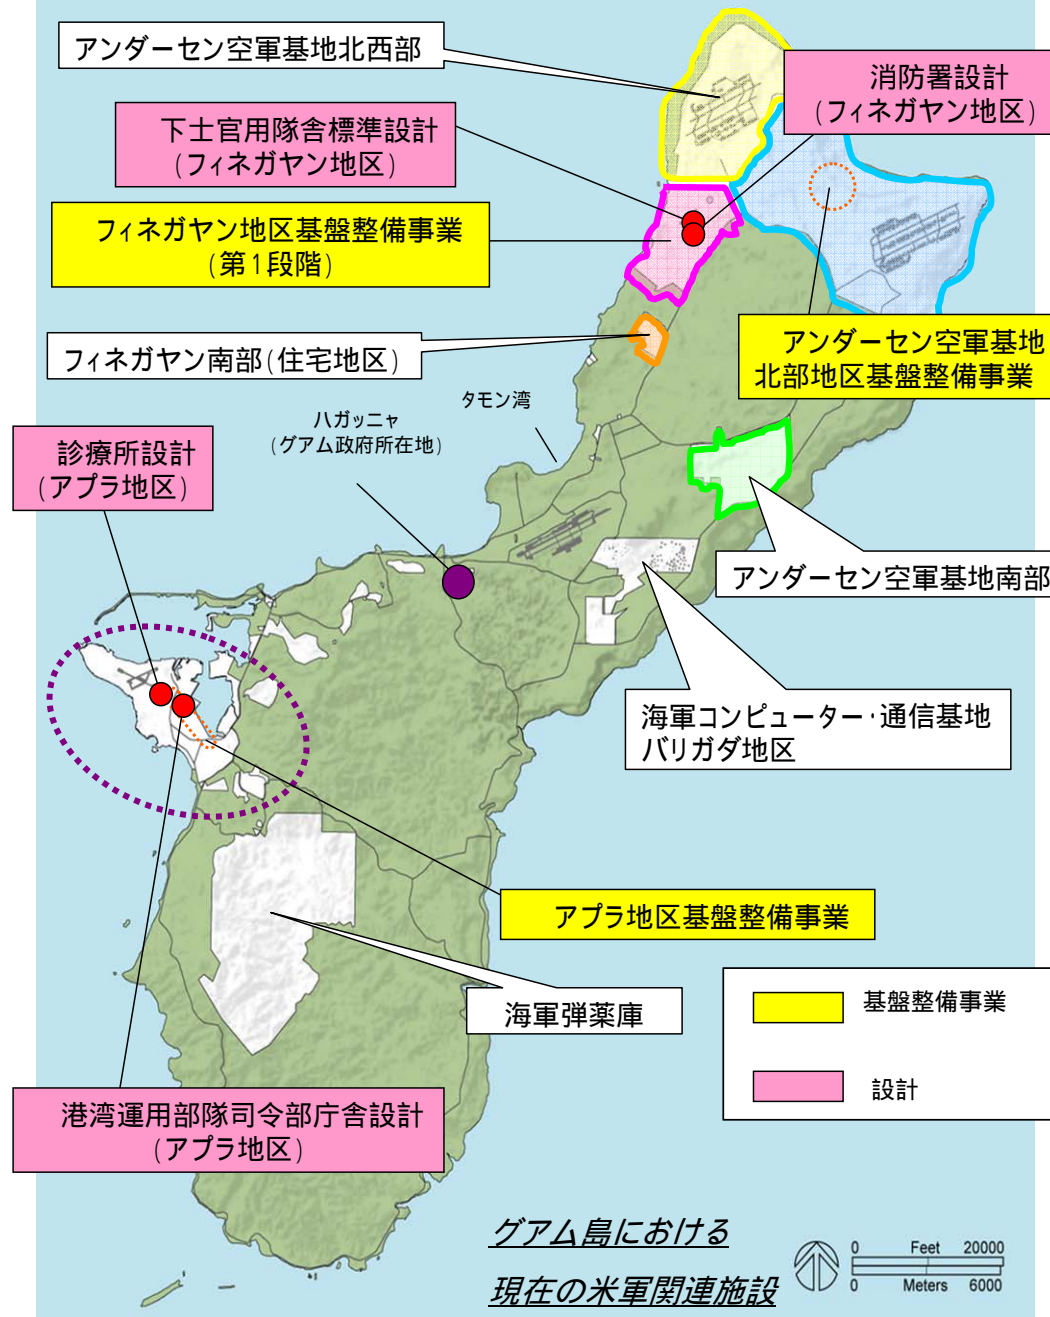 アンダーセン空軍基地北西部
消防署設計
(フィネガヤン地区)
下士官用隊舎標準設計
(フィネガヤン地区)
フィネガヤン地区基盤整備事業
(第1段階)
アンダーセン空軍基地
北部地区基盤整備事業
フィネガヤン南部(住宅地区)
タモン湾
ハガッニャ
(グアム政府所在地)
診療所設計
(アプラ地区)
アンダーセン空軍基地南部
海軍コンピューター・通信基地
バリガダ地区
アプラ地区基盤整備事業
海軍弾薬庫
基盤整備事業
設計
港湾運用部隊司令部庁舎設計
(アプラ地区)
グアム島における
現在の米軍関連施設
0 Feet 20000
0 Meters 6000